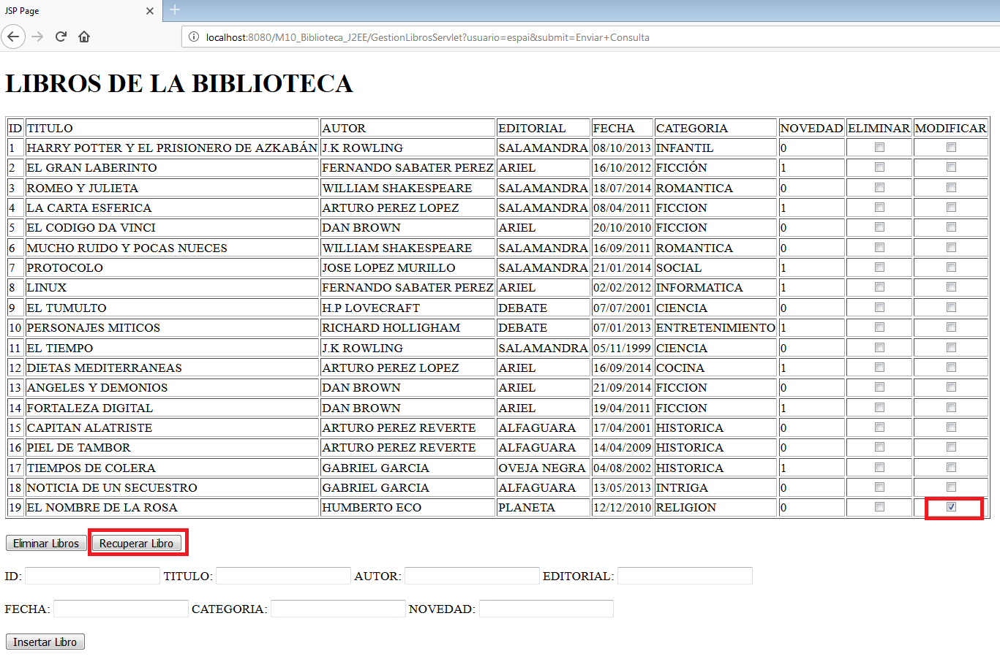 JSP Page
localhost:8080/M10_Biblioteca_J2EE/GestionLibrosServlet?usuario=espai&submit=Enviar+Consulta
LIBROS DE LA BIBLIOTECA
ID TITULO AUTOR EDITORIAL FECHA CATEGORIA NOVEDAD ELIMINAR MODIFICAR
1 HARRY POTTER Y EL PRISIONERO DE AZKABÁN J.K ROWLING SALAMANDRA 08/10/2013 INFANTIL 0
2 EL GRAN LABERINTO FERNANDO SABATER PEREZ ARIEL 16/10/2012 FICCIÓN 1
3 ROMEO Y JULIETA WILLIAM SHAKESPEARE SALAMANDRA 18/07/2014 ROMANTICA 0
4 LA CARTA ESFERICA ARTURO PEREZ LOPEZ SALAMANDRA 08/04/2011 FICCION 1
5 EL CODIGO DA VINCI DAN BROWN ARIEL 20/10/2010 FICCION 0
6 MUCHO RUIDO Y POCAS NUECES WILLIAM SHAKESPEARE SALAMANDRA 16/09/2011 ROMANTICA 0
7 PROTOCOLO JOSE LOPEZ MURILLO SALAMANDRA 21/01/2014 SOCIAL 1
8 LINUX FERNANDO SABATER PEREZ ARIEL 02/02/2012 INFORMATICA 1
9 EL TUMULTO H.P LOVECRAFT DEBATE 07/07/2001 CIENCIA 0
10 PERSONAJES MITICOS RICHARD HOLLIGHAM DEBATE 07/01/2013 ENTRETENIMIENTO 1
11 EL TIEMPO J.K ROWLING SALAMANDRA 05/11/1999 CIENCIA 0
12 DIETAS MEDITERRANEAS ARTURO PEREZ LOPEZ ARIEL 16/09/2014 COCINA 1
13 ANGELES Y DEMONIOS DAN BROWN ARIEL 21/09/2014 FICCION 0
14 FORTALEZA DIGITAL DAN BROWN ARIEL 19/04/2011 FICCION 1
15 CAPITAN ALATRISTE ARTURO PEREZ REVERTE ALFAGUARA 17/04/2001 HISTORICA 0
16 PIEL DE TAMBOR ARTURO PEREZ REVERTE ALFAGUARA 14/04/2009 HISTORICA 0
17 TIEMPOS DE COLERA GABRIEL GARCIA OVEJA NEGRA 04/08/2002 HISTORICA 1
18 NOTICIA DE UN SECUESTRO GABRIEL GARCIA ALFAGUARA 13/05/2013 INTRIGA 0
19 EL NOMBRE DE LA ROSA HUMBERTO ECO PLANETA 12/12/2010 RELIGION 0
Eliminar Libros Recuperar Libro
ID: TITULO: AUTOR: EDITORIAL:
FECHA: CATEGORIA: NOVEDAD:
Insertar Libro